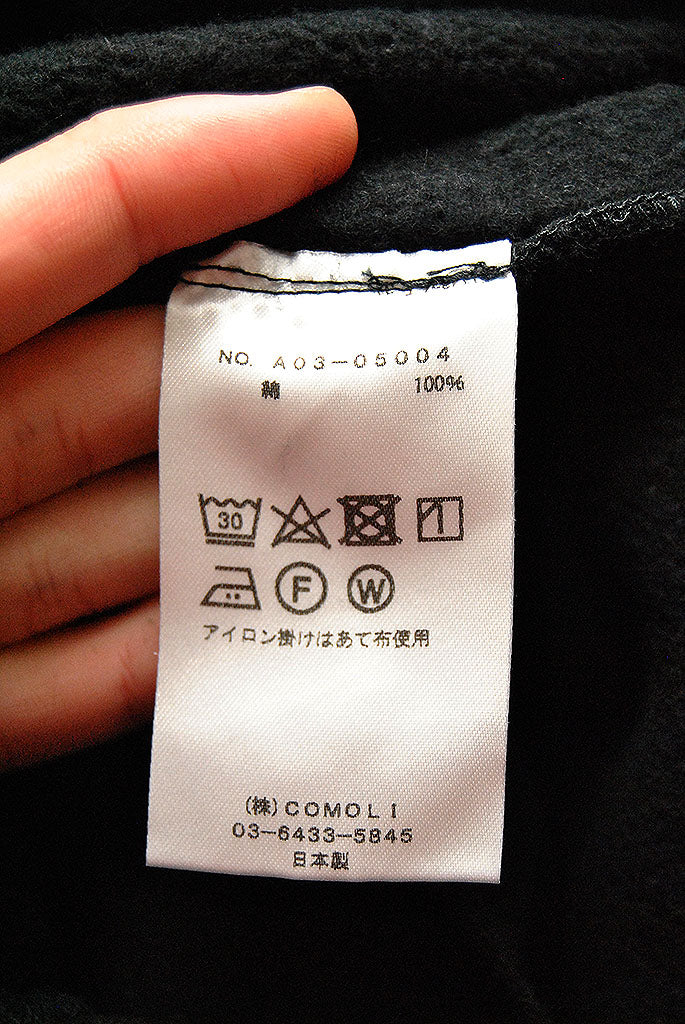 NO. A03-05004
綿 100%
30
F W
アイロン掛けはあて布使用
(株)COMOLI
03-6433-5845
日本製